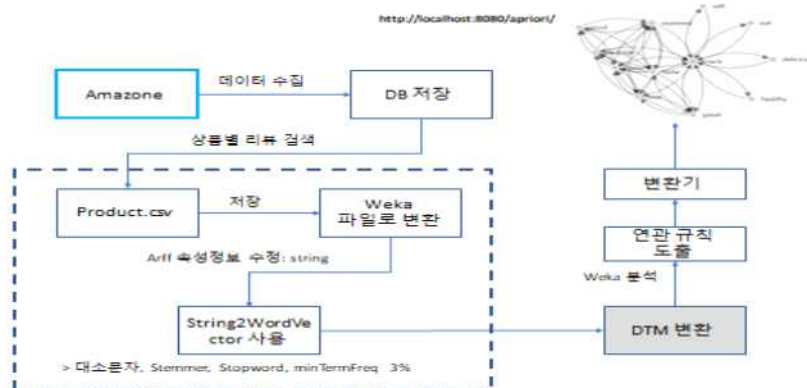 http://localhost:8080/apriori/
Amazone
데이터 수집
DB 저장
상품별 리뷰 검색
Product.csv
저장
Weka
파일로 변환
Arff 속성정보 수정: string
String2WordVe
ctor 사용
> 대소문자, Stemmer, Stopword, minTermFreq 3%
DTM 변환
Weka 분석
연관 규칙
도출
변환기